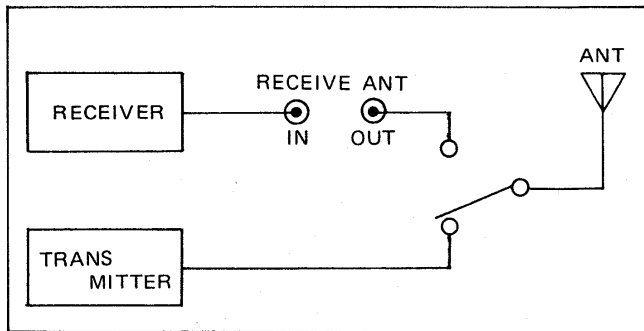 ANT
RECEIVE ANT
RECEIVER
IN
OUT
TRANS
MITTER